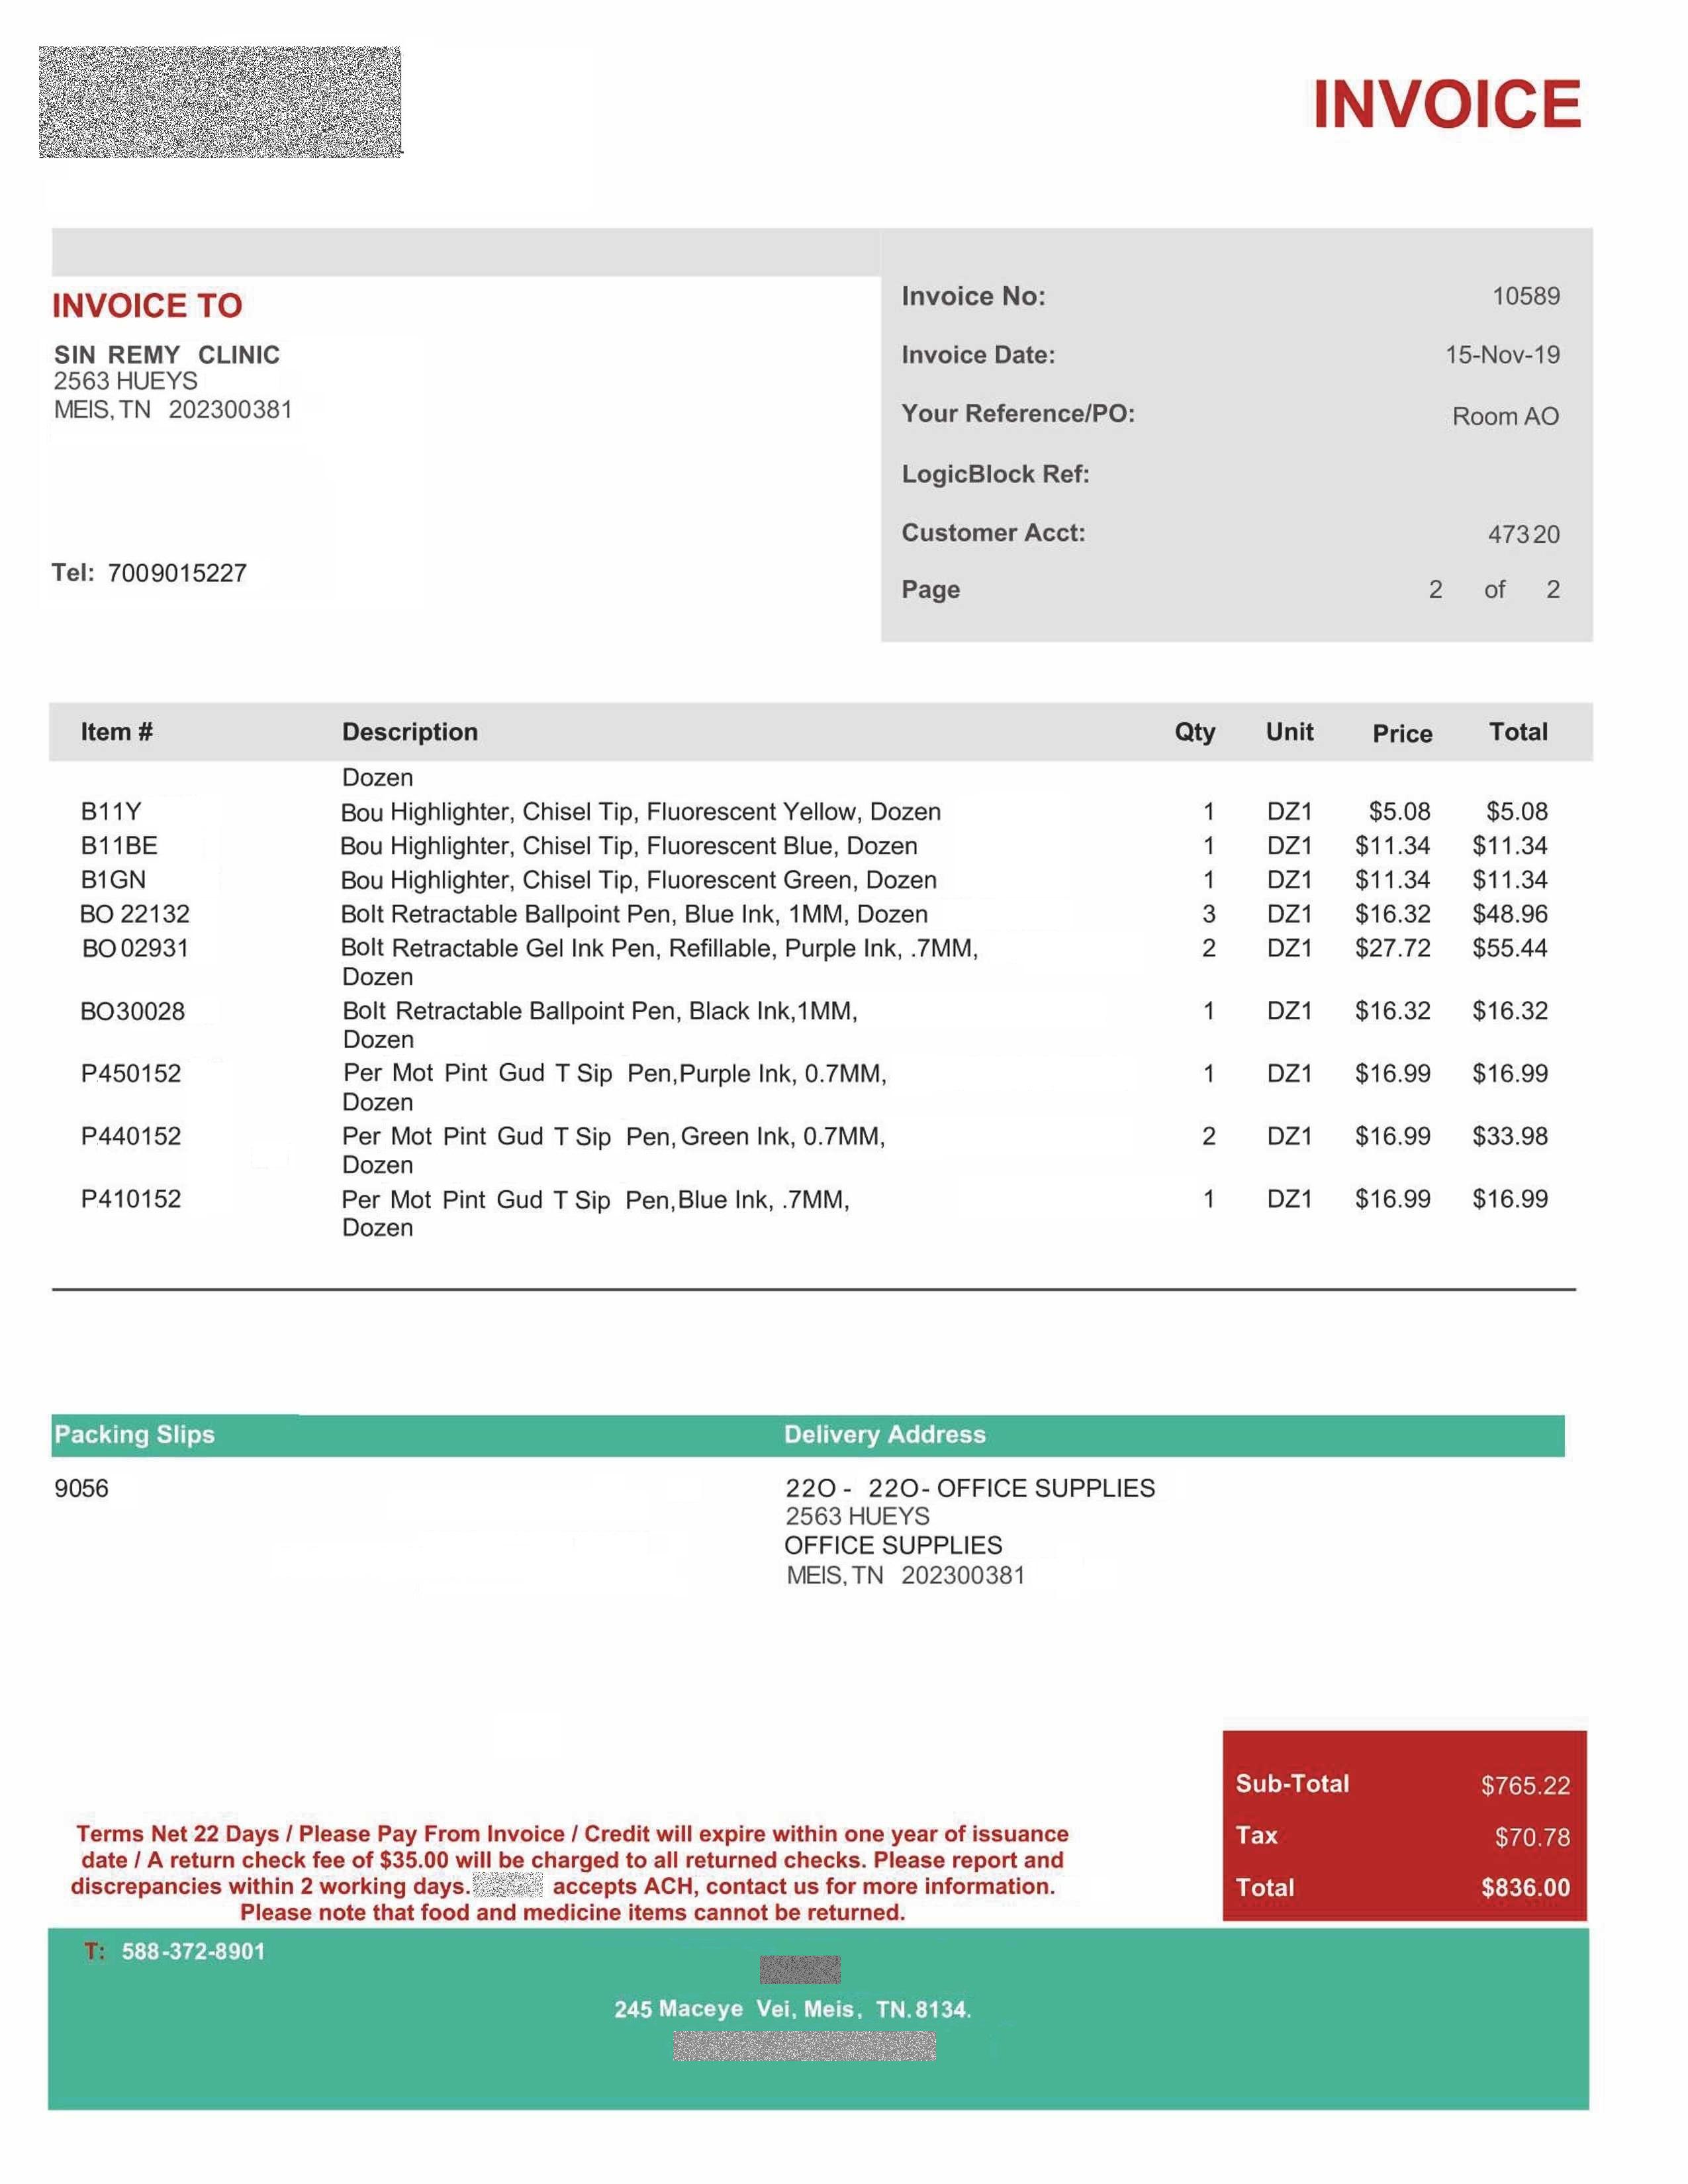 INVOICE
INVOICE TO
SIN REMY CLINIC
2563 HUEYS
MEIS, TN 202300381
Tel: 7009015227
Invoice No: 10589
Invoice Date: 15-Nov-19
Your Reference/PO: Room AO
LogicBlock Ref:
Customer Acct: 47320
Page 2 of 2
Item # Description Qty Unit Price Total
Dozen
B11Y Bou Highlighter, Chisel Tip, Fluorescent Yellow, Dozen 1 DZ1 $5.08 $5.08
B11BE Bou Highlighter, Chisel Tip, Fluorescent Blue, Dozen 1 DZ1 $11.34 $11.34
B1GN Bou Highlighter, Chisel Tip, Fluorescent Green, Dozen 1 DZ1 $11.34 $11.34
BO 22132 Bolt Retractable Ballpoint Pen, Blue Ink, 1MM, Dozen 3 DZ1 $16.32 $48.96
BO 02931 Bolt Retractable Gel Ink Pen, Refillable, Purple Ink, .7MM, 2 DZ1 $27.72 $55.44
Dozen
BO30028 Bolt Retractable Ballpoint Pen, Black Ink,1MM, 1 DZ1 $16.32 $16.32
Dozen
P450152 Per Mot Pint Gud T Sip Pen,Purple Ink, 0.7MM, 1 DZ1 $16.99 $16.99
Dozen
P440152 Per Mot Pint Gud T Sip Pen, Green Ink, 0.7MM, 2 DZ1 $16.99 $33.98
Dozen
P410152 Per Mot Pint Gud T Sip Pen,Blue Ink, .7MM, 1 DZ1 $16.99 $16.99
Dozen
Packing Slips Delivery Address
9056 22O - 22O- OFFICE SUPPLIES
2563 HUEYS
OFFICE SUPPLIES
MEIS, TN 202300381
Sub-Total $765.22
Tax $70.78
Total $836.00
Terms Net 22 Days / Please Pay From Invoice / Credit will expire within one year of issuance
date / A return check fee of $35.00 will be charged to all returned checks. Please report and
discrepancies within 2 working days. accepts ACH, contact us for more information.
Please note that food and medicine items cannot be returned.
T: 588-372-8901
245 Maceye Vei, Meis, TN. 8134.